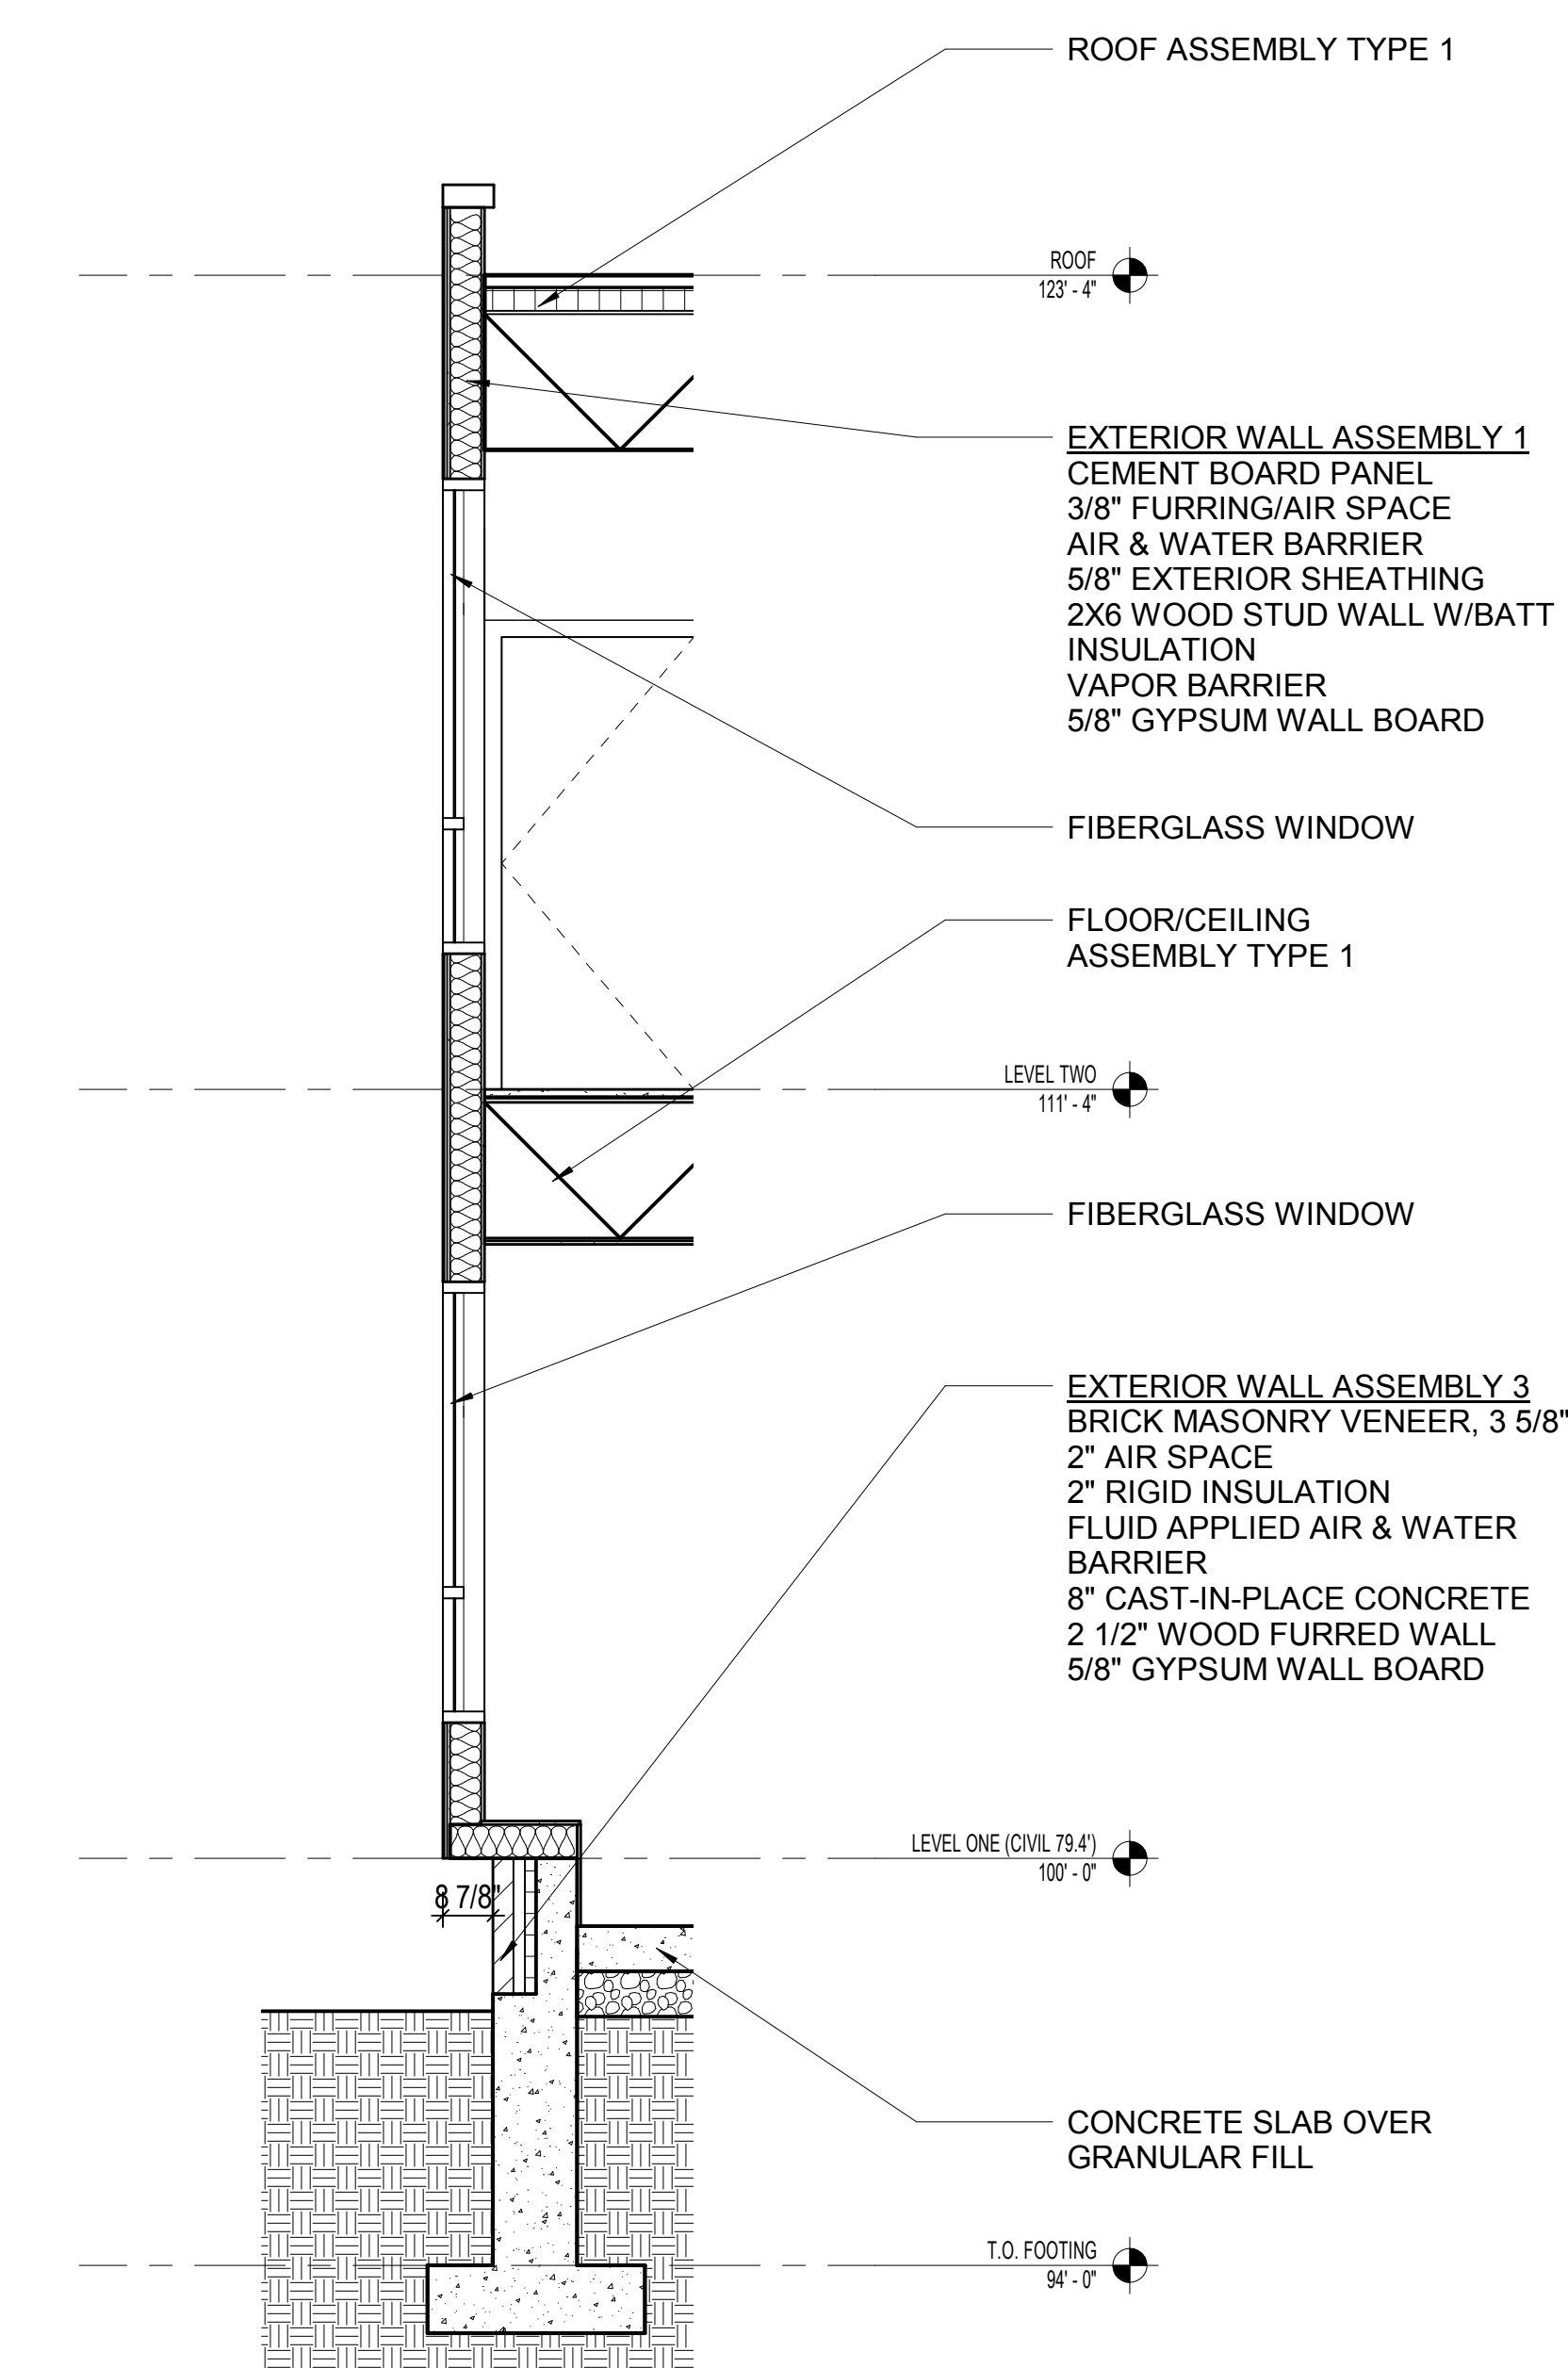 ROOF ASSEMBLY TYPE 1
ROOF
123' - 4"
EXTERIOR WALL ASSEMBLY 1
CEMENT BOARD PANEL
3/8" FURRING/AIR SPACE
AIR & WATER BARRIER
5/8" EXTERIOR SHEATHING
2X6 WOOD STUD WALL W/BATT
INSULATION
VAPOR BARRIER
5/8" GYPSUM WALL BOARD
FIBERGLASS WINDOW
FLOOR/CEILING
ASSEMBLY TYPE 1
LEVEL TWO
111' - 4"
FIBERGLASS WINDOW
EXTERIOR WALL ASSEMBLY 3
BRICK MASONRY VENEER, 3 5/8"
2" AIR SPACE
2" RIGID INSULATION
FLUID APPLIED AIR & WATER
BARRIER
8" CAST-IN-PLACE CONCRETE
2 1/2" WOOD FURRED WALL
5/8" GYPSUM WALL BOARD
LEVEL ONE (CIVIL 79.4')
100' - 0"
8 7/8"
CONCRETE SLAB OVER
GRANULAR FILL
T.O. FOOTING
94' - 0"